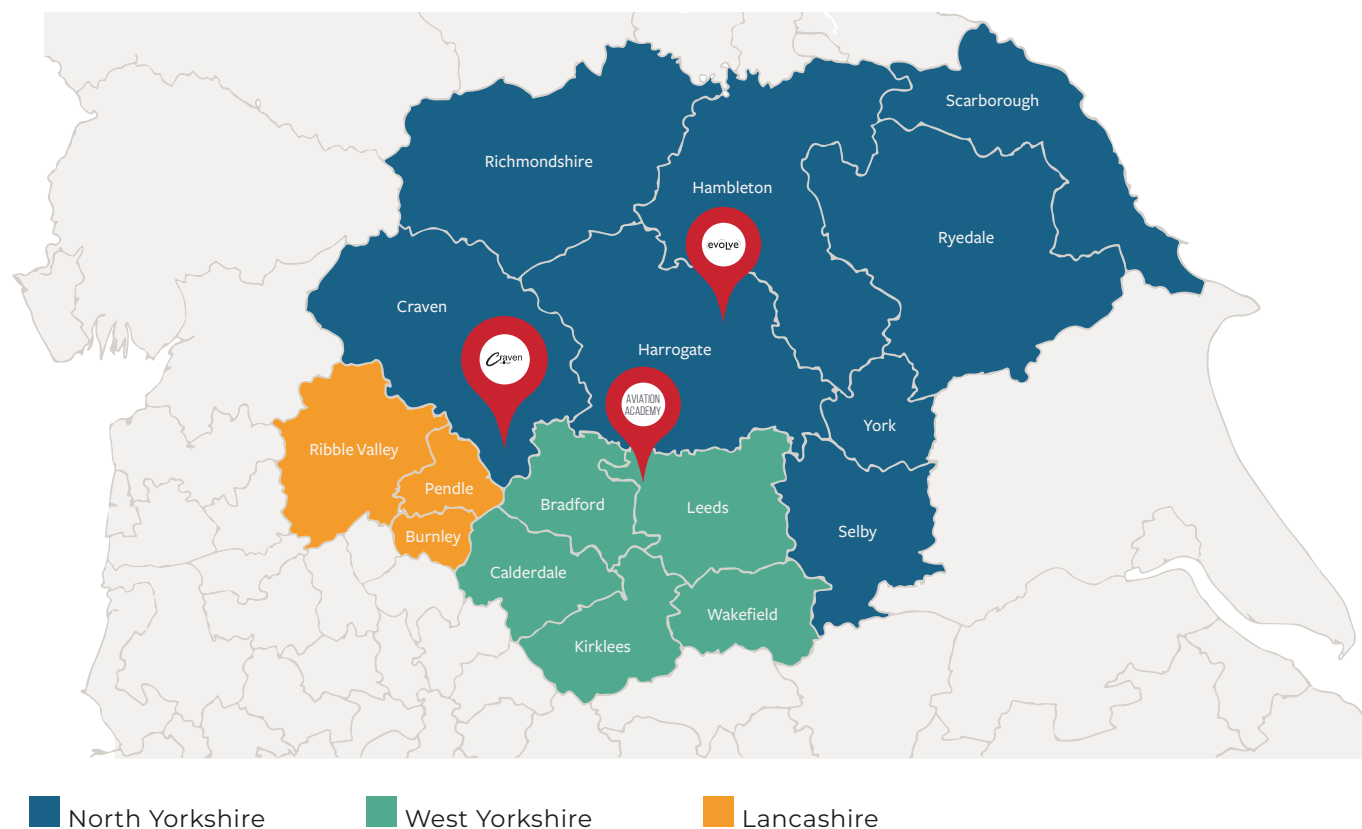 Scarborough
Richmondshire
Hambleton
Ryedale
evolve
Craven
Craven
Harrogate
AVIATION
ACADEMY
York
Ribble Valley
Pendle
Bradford
Leeds
Burnley
Selby
Calderdale
Wakefield
Kirklees
North Yorkshire
West Yorkshire
Lancashire